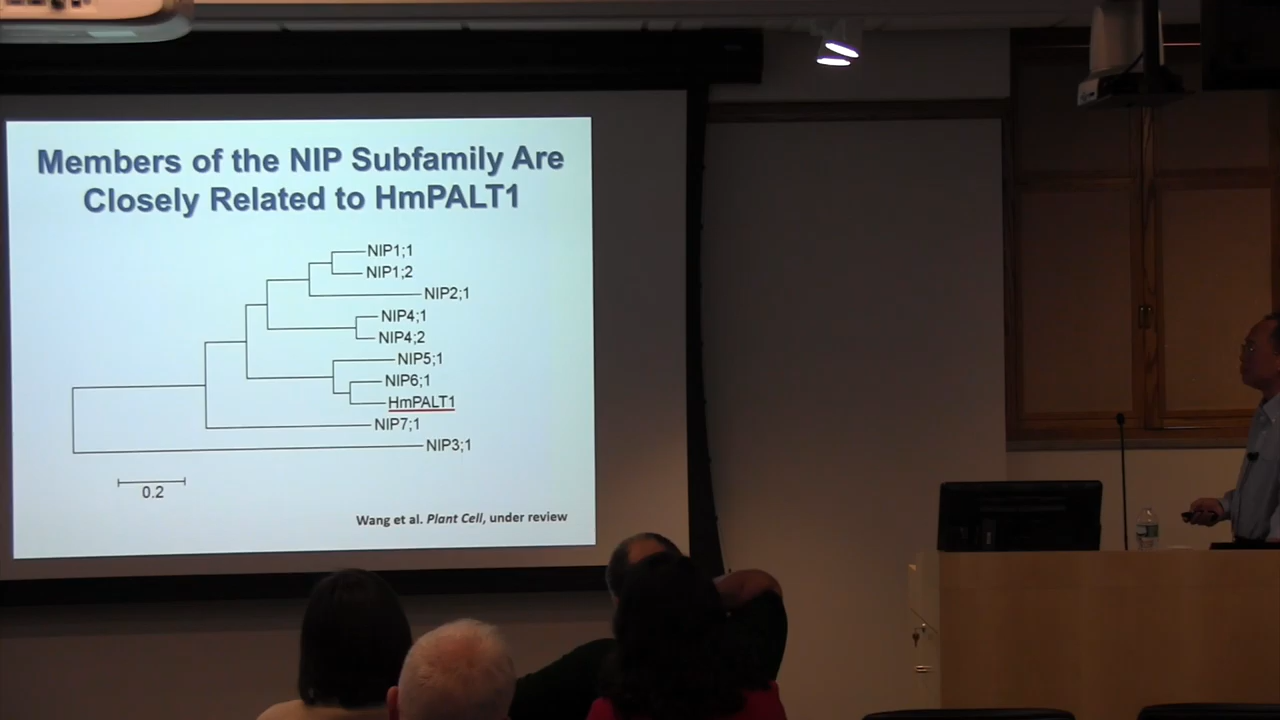 Members of the NIP Subfamily Are
Closely Related to HmPALT1
NIP1;1
NIP1;2
NIP2;1
NIP4;1
NIP4;2
NIP5;1
NIP6;1
HmPALT1
NIP7;1
NIP3;1
0.2
Wang et al. Plant Cell, under review